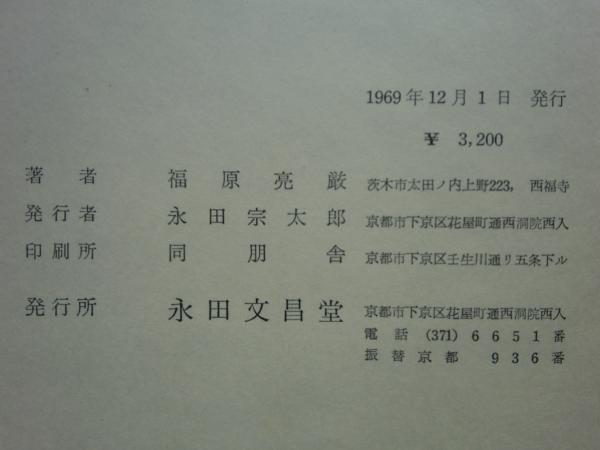 1969年12月1日 発行
¥ 3,200
著者 福原亮厳 茨木市太田ノ内上野223, 西福寺
発行者 永田宗太郎 京都市下京区花屋町通西洞院西入
印刷所 同朋舎 京都市下京区壬生川通リ五条下ル
発行所 永田文昌堂 京都市下京区花屋町通西洞院西入
電話 (371) 6651番
振替京都 936番